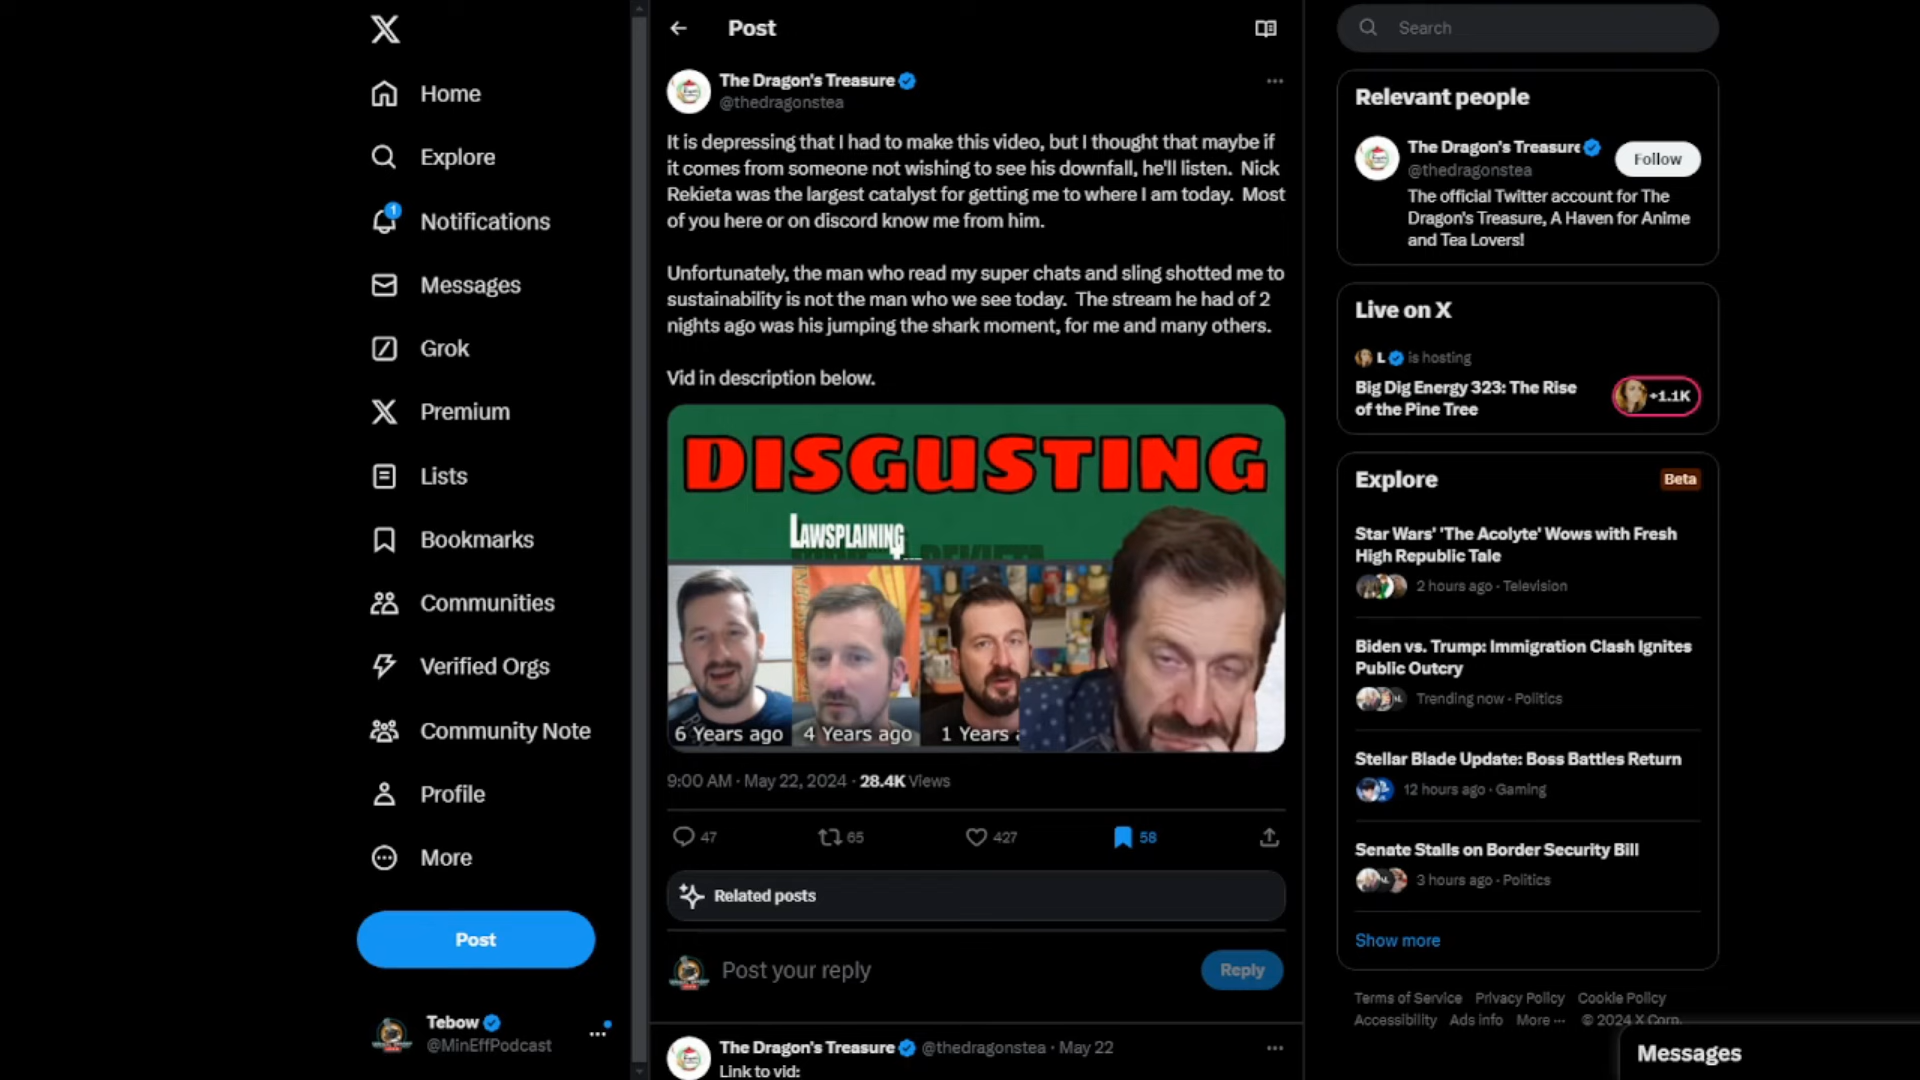 Home
Explore
1
Notifications
Messages
Grok
Premium
Lists
Bookmarks
Communities
Verified Orgs
Community Note
Profile
More
Post
Tebow
@MinEffPodcast
Post
The Dragon's Treasure
@thedragonstea
It is depressing that I had to make this video, but I thought that maybe if
it comes from someone not wishing to see his downfall, he'll listen. Nick
Rekieta was the largest catalyst for getting me to where I am today. Most
of you here or on discord know me from him.
Unfortunately, the man who read my super chats and sling shotted me to
sustainability is not the man who we see today. The stream he had of 2
nights ago was his jumping the shark moment, for me and many others.
Vid in description below.
DISGUSTING
LAWSPLAINING
REKIETA
6 Years ago
4 Years ago
1 Years
9:00 AM · May 22, 2024 · 28.4K Views
47
65
427
58
Related posts
Post your reply
Reply
The Dragon's Treasure @thedragonstea · May 22
Link to vid:
Search
Relevant people
The Dragon's Treasure
@thedragonstea
Follow
The official Twitter account for The
Dragon's Treasure, A Haven for Anime
and Tea Lovers!
Live on X
L is hosting
Big Dig Energy 323: The Rise
of the Pine Tree
+1.1K
Explore
Beta
Star Wars' 'The Acolyte' Wows with Fresh
High Republic Tale
2 hours ago · Television
Biden vs. Trump: Immigration Clash Ignites
Public Outcry
Trending now · Politics
Stellar Blade Update: Boss Battles Return
12 hours ago · Gaming
Senate Stalls on Border Security Bill
3 hours ago · Politics
Show more
Terms of Service Privacy Policy Cookie Policy
Accessibility Ads info More ··· © 2024 X Corp.
Messages